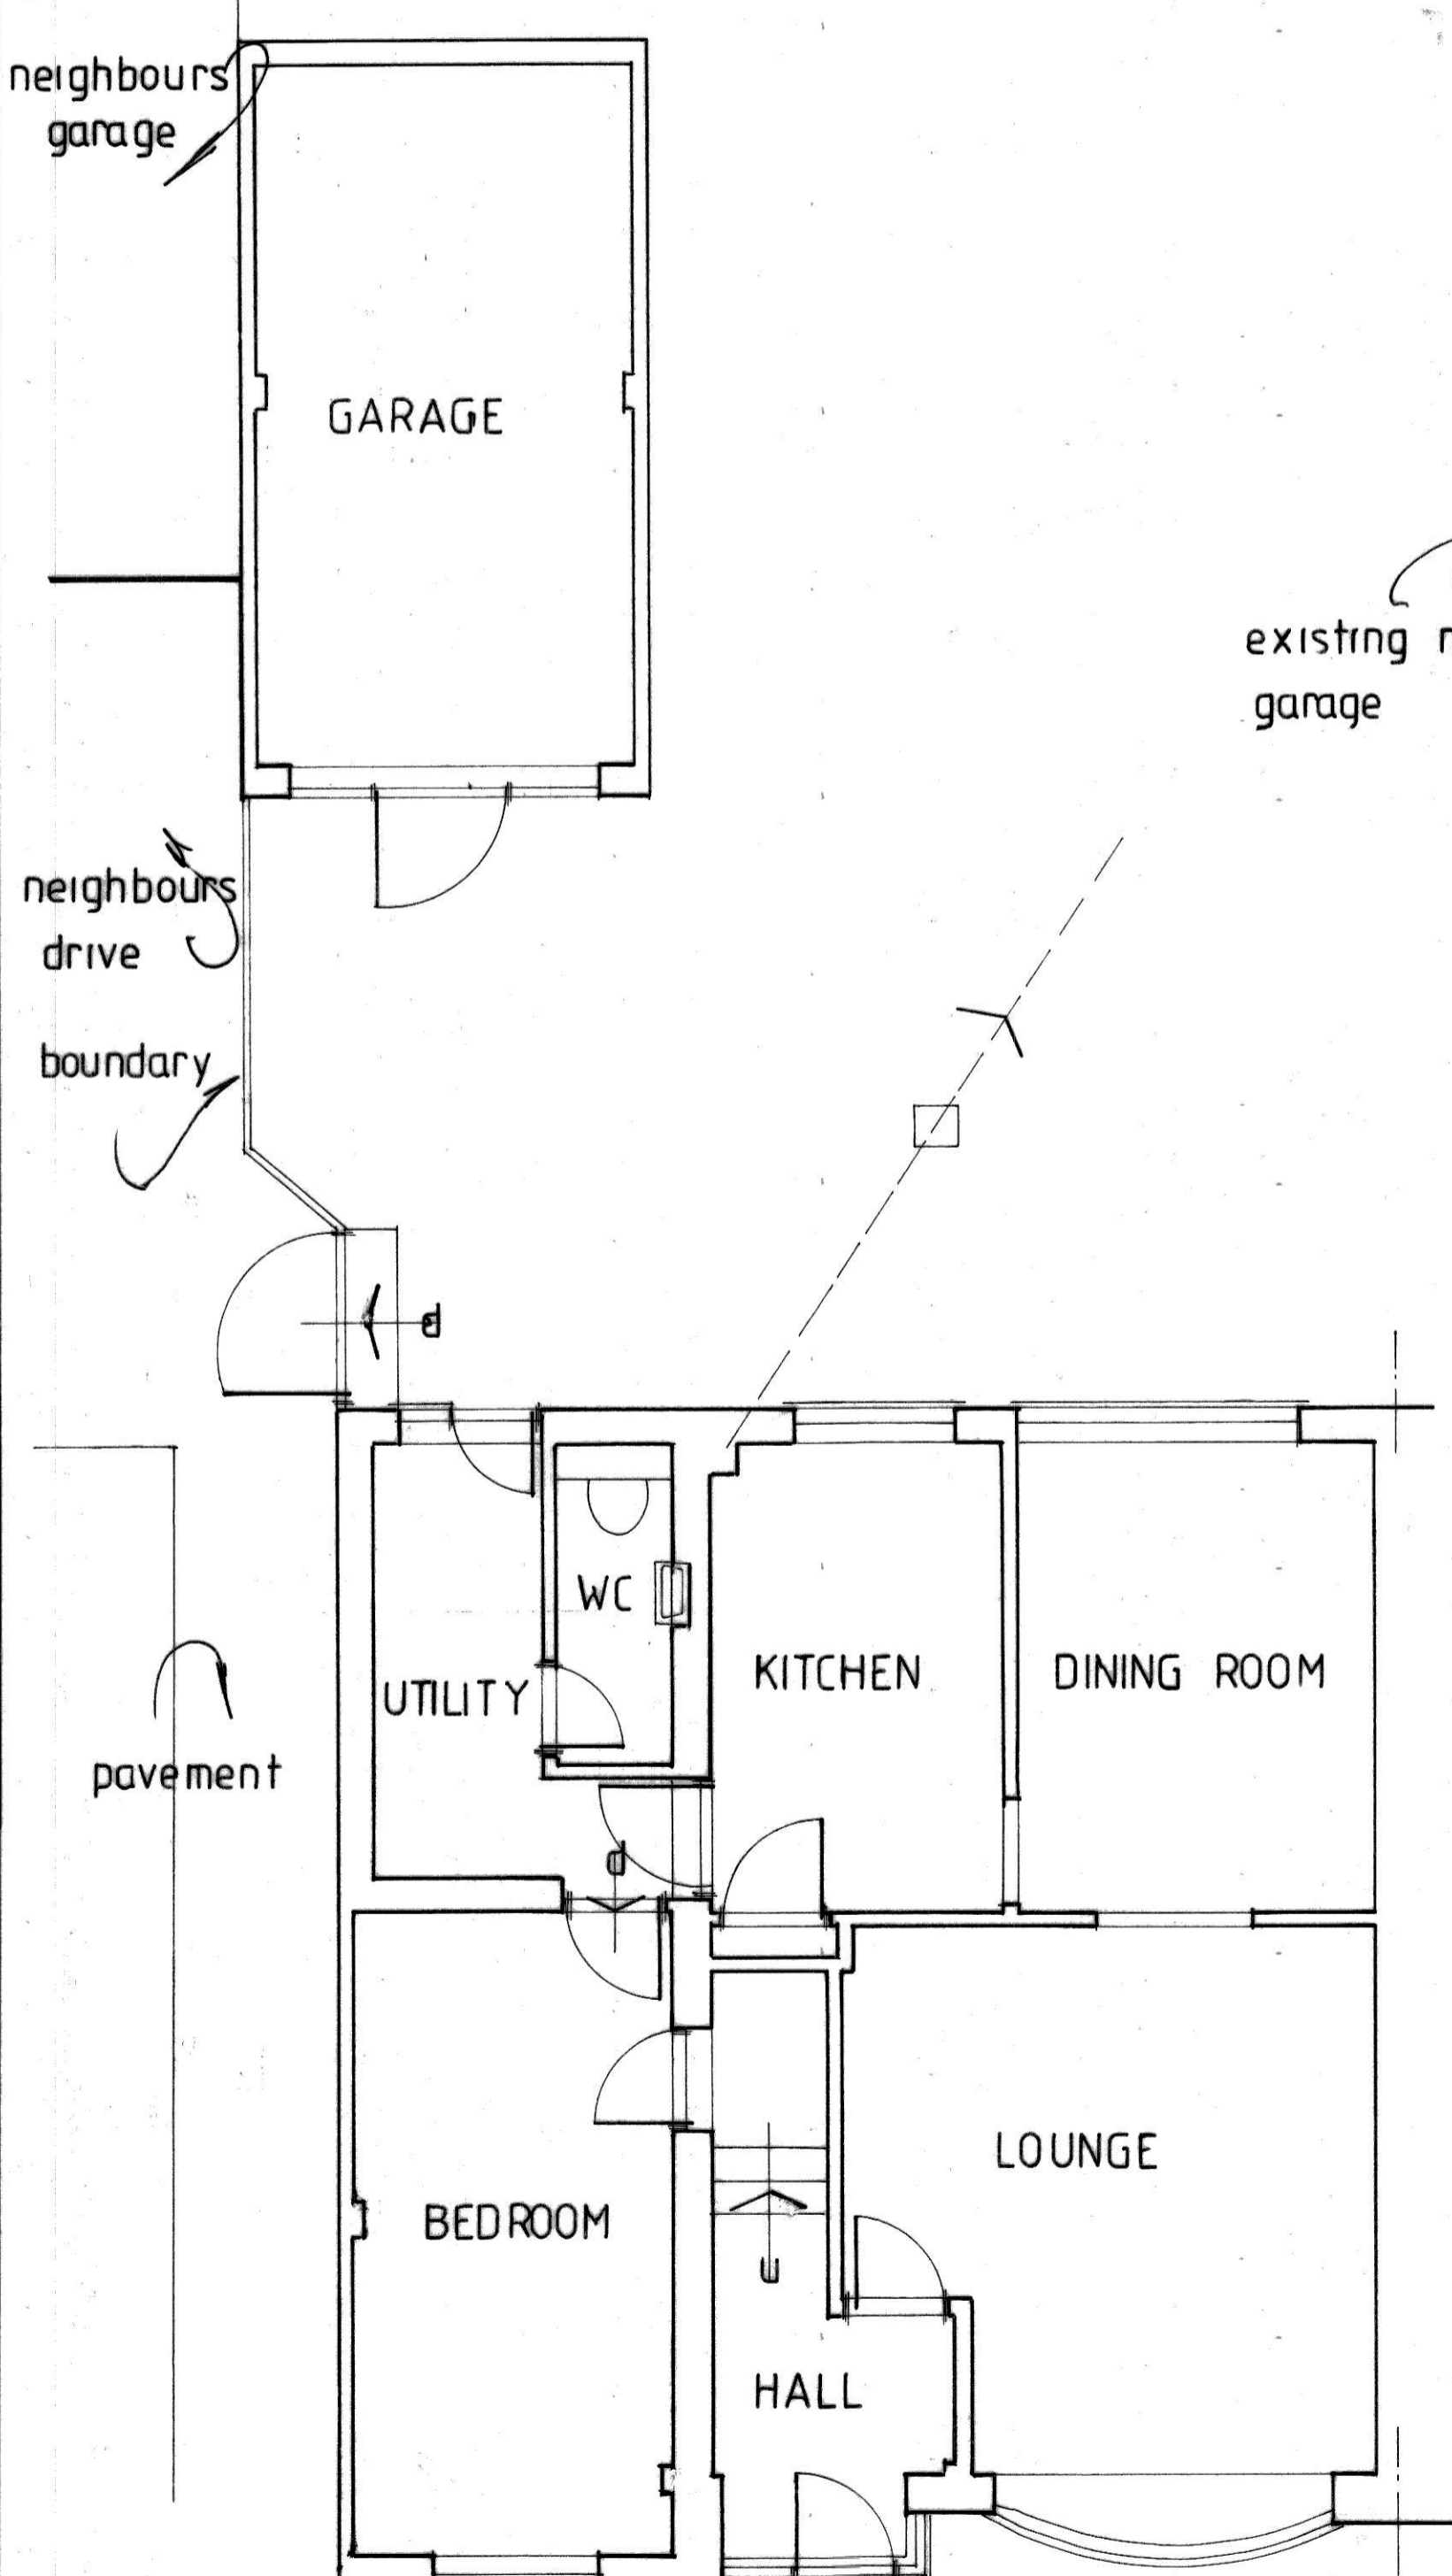 neighbours
garage
GARAGE
existing
garage
neighbours
drive
boundary
d
WC
KITCHEN
DINING ROOM
UTILITY
pavement
d
LOUNGE
BEDROOM
u
HALL